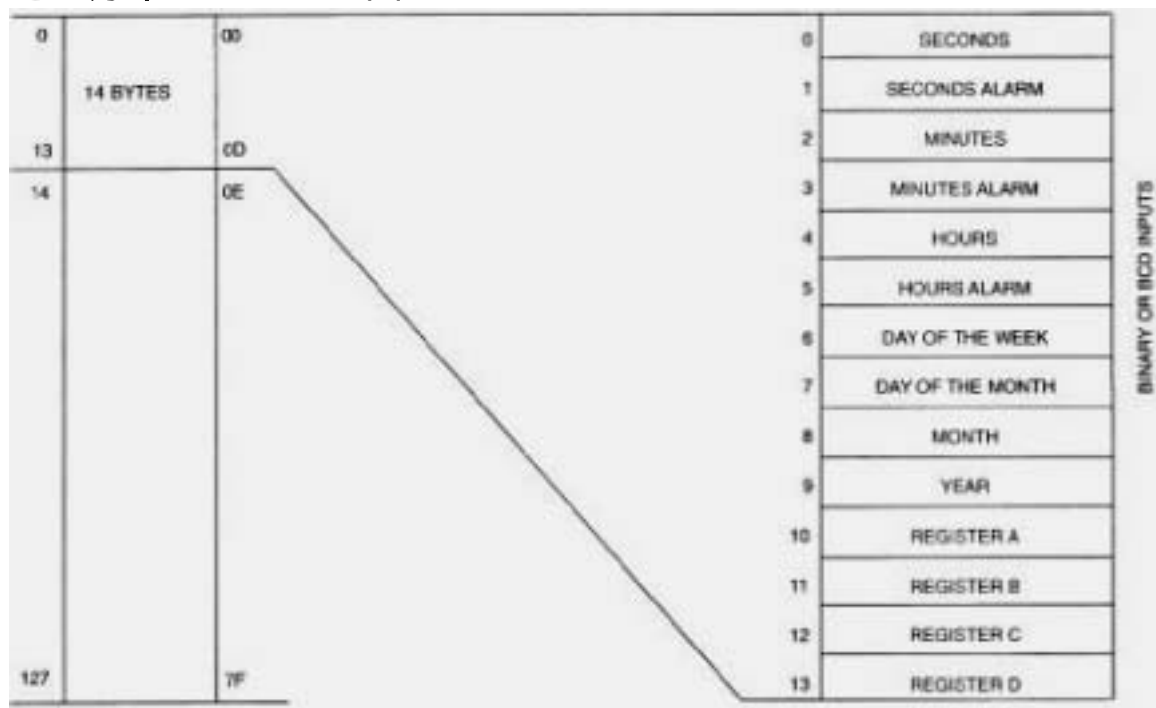 0 00
14 BYTES
13 0D
14 0E
127 7F
0 SECONDS
1 SECONDS ALARM
2 MINUTES
3 MINUTES ALARM
4 HOURS
5 HOURS ALARM
6 DAY OF THE WEEK
7 DAY OF THE MONTH
8 MONTH
9 YEAR
10 REGISTER A
11 REGISTER B
12 REGISTER C
13 REGISTER D
BINARY OR BCD INPUTS